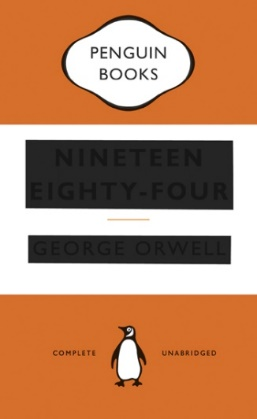 PENGUIN
BOOKS
NINETEEN
EIGHTY-FOUR
GEORGE ORWELL
COMPLETE UNABRIDGED